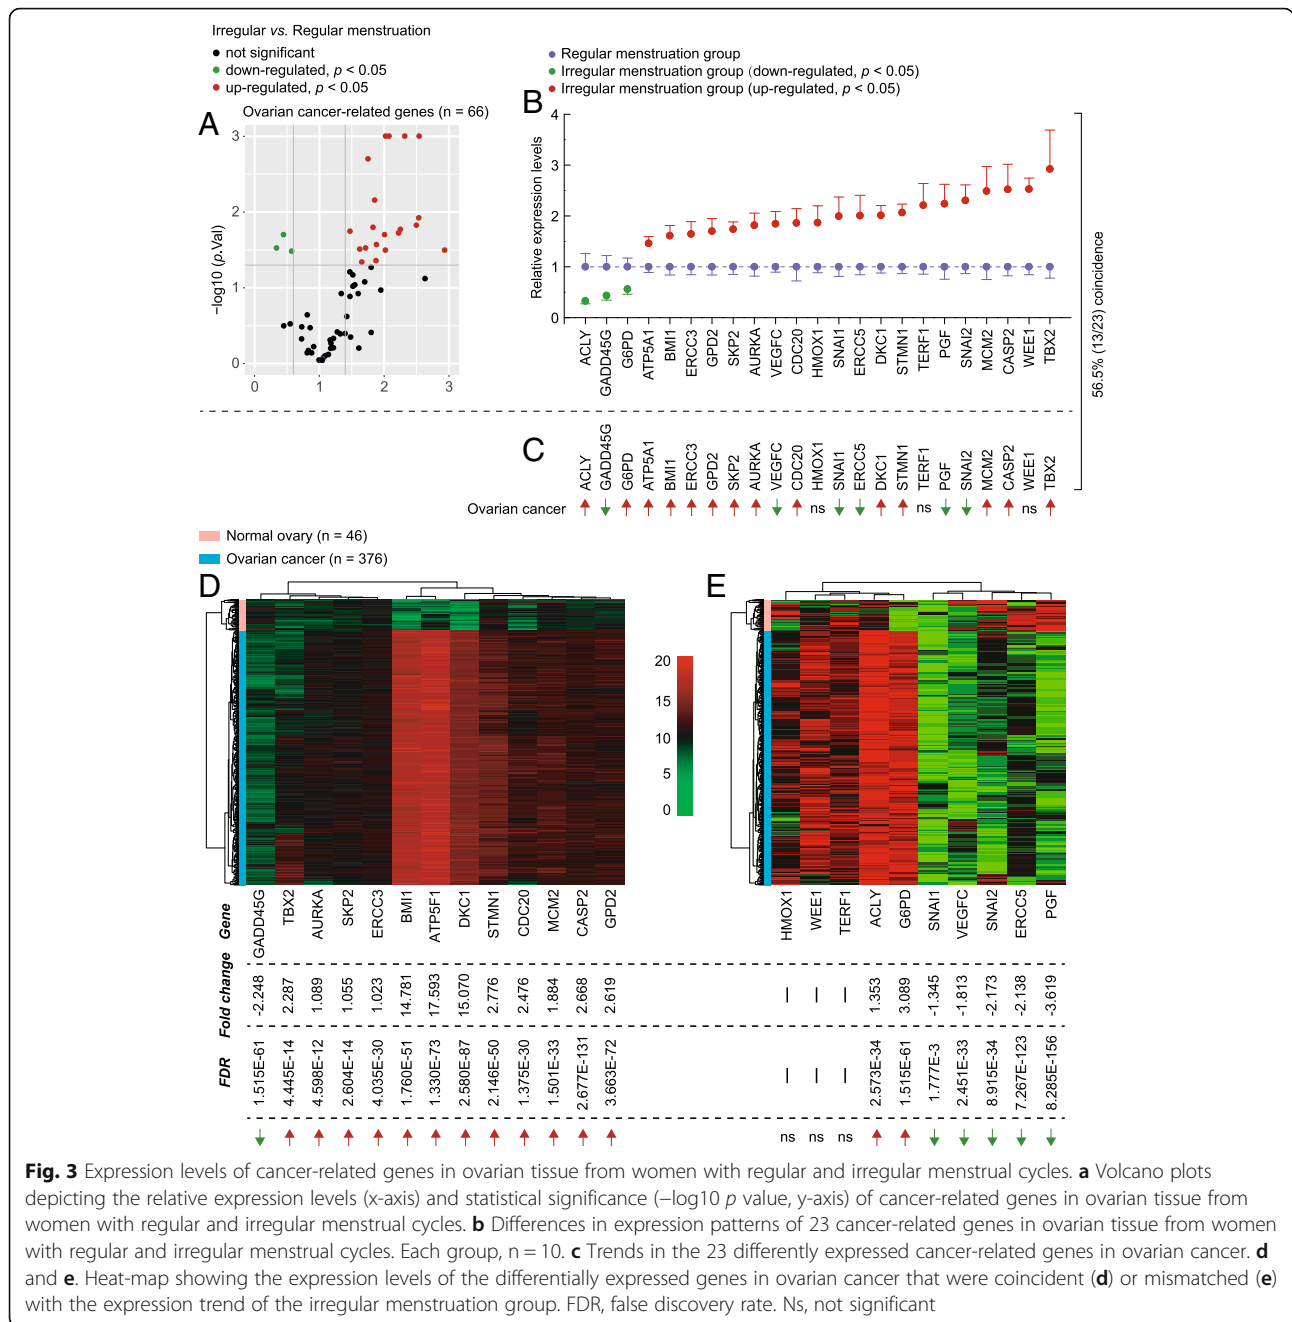 Irregular vs. Regular menstruation
not significant
down-regulated, p < 0.05
up-regulated, p < 0.05
A
Ovarian cancer-related genes (n = 66)
−log10 (p.Val)
3
2
1
0
0 1 2 3
Regular menstruation group
Irregular menstruation group (down-regulated, p < 0.05)
Irregular menstruation group (up-regulated, p < 0.05)
B
Relative expression levels
4
3
2
1
0
ACLY GADD45G G6PD ATP5A1 BMI1 ERCC3 GPD2 SKP2 AURKA VEGFC CDC20 HMOX1 SNAI1 ERCC5 DKC1 STMN1 TERF1 PGF SNAI2 MCM2 CASP2 WEE1 TBX2
56.5% (13/23) coincidence
C
ACLY GADD45G G6PD ATP5A1 BMI1 ERCC3 GPD2 SKP2 AURKA VEGFC CDC20 HMOX1 SNAI1 ERCC5 DKC1 STMN1 TERF1 PGF SNAI2 MCM2 CASP2 WEE1 TBX2
Ovarian cancer ns ns ns
Normal ovary (n = 46)
Ovarian cancer (n = 376)
D
20
15
10
5
0
E
Gene GADD45G TBX2 AURKA SKP2 ERCC3 BMI1 ATP5F1 DKC1 STMN1 CDC20 MCM2 CASP2 GPD2 HMOX1 WEE1 TERF1 ACLY G6PD SNAI1 VEGFC SNAI2 ERCC5 PGF
Fold change -2.248 2.287 1.089 1.055 1.023 14.781 17.593 15.070 2.776 2.476 1.884 2.668 2.619 — — — 1.353 3.089 -1.345 -1.813 -2.173 -2.138 -3.619
FDR 1.515E-61 4.445E-14 4.598E-12 2.604E-14 4.035E-30 1.760E-51 1.330E-73 2.580E-87 2.146E-50 1.375E-30 1.501E-33 2.677E-131 3.663E-72 — — — 2.573E-34 1.515E-61 1.777E-3 2.451E-33 8.915E-34 7.267E-123 8.285E-156
ns ns ns
Fig. 3 Expression levels of cancer-related genes in ovarian tissue from women with regular and irregular menstrual cycles. a Volcano plots
depicting the relative expression levels (x-axis) and statistical significance (−log10 p value, y-axis) of cancer-related genes in ovarian tissue from
women with regular and irregular menstrual cycles. b Differences in expression patterns of 23 cancer-related genes in ovarian tissue from women
with regular and irregular menstrual cycles. Each group, n = 10. c Trends in the 23 differently expressed cancer-related genes in ovarian cancer. d
and e. Heat-map showing the expression levels of the differentially expressed genes in ovarian cancer that were coincident (d) or mismatched (e)
with the expression trend of the irregular menstruation group. FDR, false discovery rate. Ns, not significant